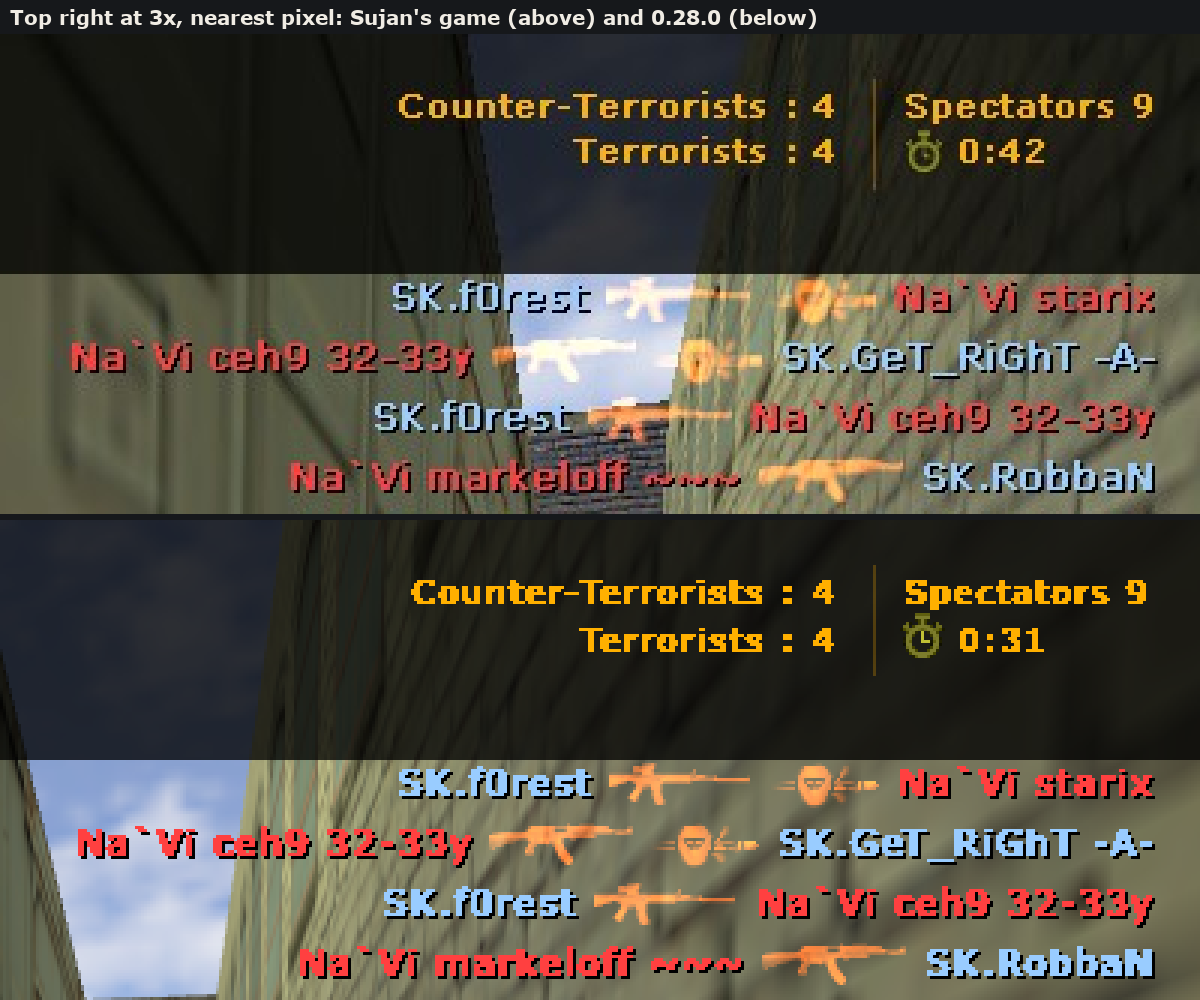 Top right at 3x, nearest pixel: Sujan's game (above) and 0.28.0 (below)
Counter-Terrorists : 4 Spectators 9
Terrorists : 4 0:42
SK.f0rest Na`Vi starix
Na`Vi ceh9 32-33y SK.GeT_RiGhT -A-
SK.f0rest Na`Vi ceh9 32-33y
Na`Vi markeloff ~~~ SK.RobbaN
Counter-Terrorists : 4 Spectators 9
Terrorists : 4 0:31
SK.f0rest Na`Vi starix
Na`Vi ceh9 32-33y SK.GeT_RiGhT -A-
SK.f0rest Na`Vi ceh9 32-33y
Na`Vi markeloff ~~~ SK.RobbaN